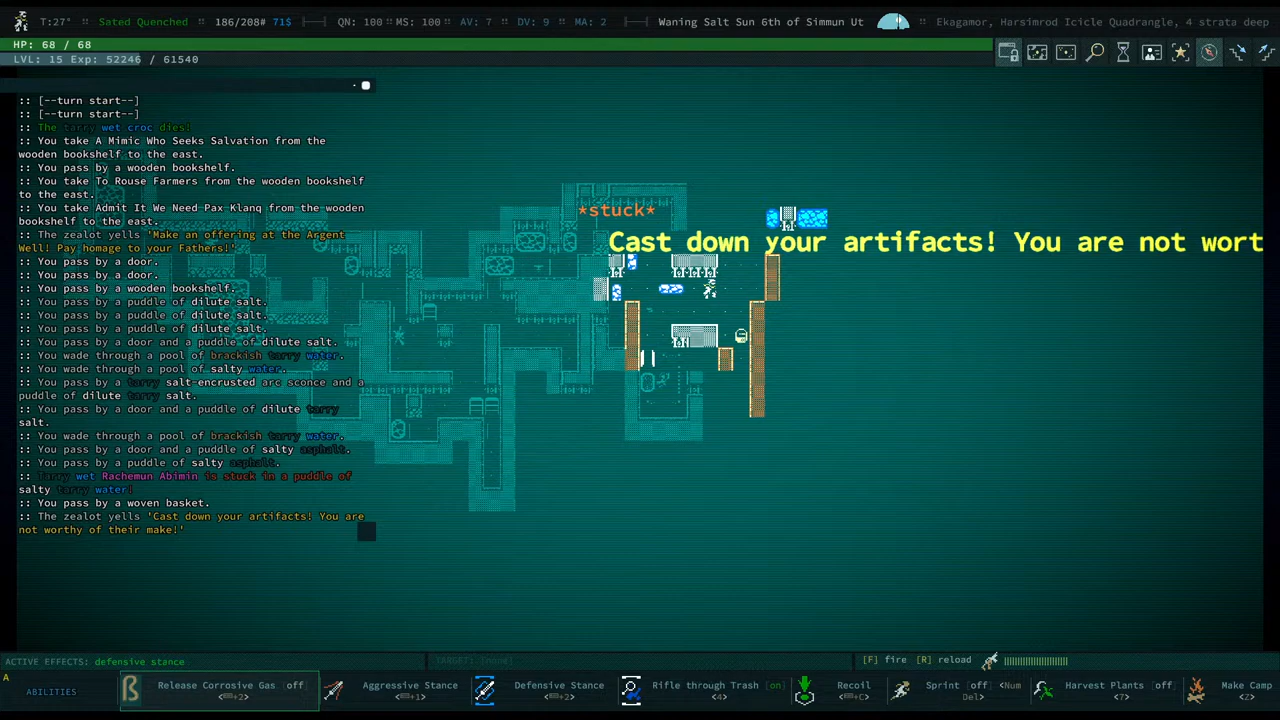 T:27° Sated Quenched :: 186/208# 71$ QN: 100 :: MS: 100 :: AV: 7 :: DV: 9 :: MA: 2 Waning Salt Sun 6th of Simmun Ut :: Ekagamor, Harsimrod Icicle Quadrangle, 4 strata deep
HP: 68 / 68
LVL: 15 Exp: 52246 / 61540
:: [--turn start--]
:: [--turn start--]
:: The tarry wet croc dies!
:: You take A Mimic Who Seeks Salvation from the
wooden bookshelf to the east.
:: You pass by a wooden bookshelf.
:: You take To Rouse Farmers from the wooden bookshelf
to the east.
:: You take Admit It We Need Pax Klanq from the wooden
bookshelf to the east.
:: The zealot yells 'Make an offering at the Argent
Well! Pay homage to your Fathers!'
:: You pass by a door.
:: You pass by a door.
:: You pass by a wooden bookshelf.
:: You pass by a puddle of dilute salt.
:: You pass by a puddle of dilute salt.
:: You pass by a puddle of dilute salt.
:: You pass by a door and a puddle of dilute salt.
:: You wade through a pool of brackish tarry water.
:: You wade through a pool of salty water.
:: You pass by a tarry salt-encrusted arc sconce and a
puddle of dilute tarry salt.
:: You pass by a door and a puddle of dilute tarry
salt.
:: You wade through a pool of brackish tarry water.
:: You pass by a door and a puddle of salty asphalt.
:: You pass by a puddle of salty asphalt.
:: Tarry wet Rachemun Abimin is stuck in a puddle of
salty tarry water!
:: You pass by a woven basket.
:: The zealot yells 'Cast down your artifacts! You are
not worthy of their make!'
*stuck*
Cast down your artifacts! You are not wort
ACTIVE EFFECTS: defensive stance
TARGET: [none]
[F] fire [R] reload
A
ABILITIES
Release Corrosive Gas [off]
<=+2>
Aggressive Stance
<=+1>
Defensive Stance
<=+2>
Rifle through Trash [on]
<4>
Recoil
<=+C>
Sprint [off] <Num
Del>
Harvest Plants [off]
<7>
Make Camp
<Z>